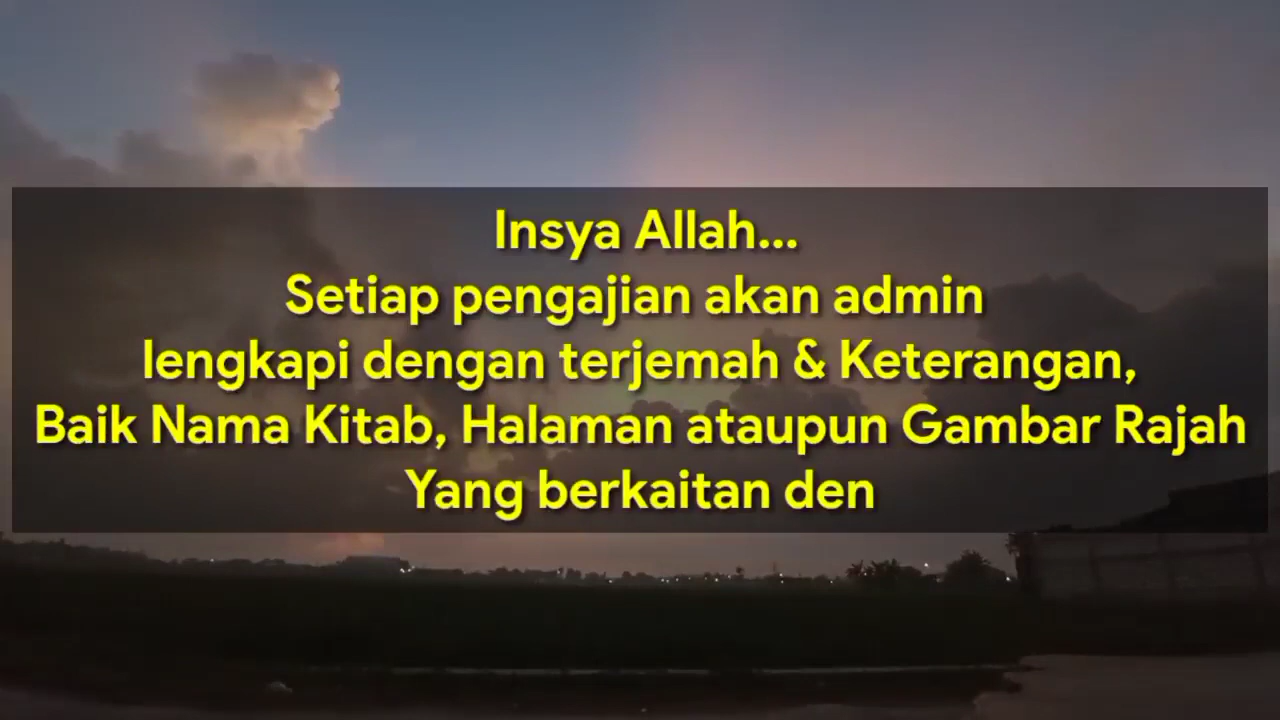 Insya Allah...
Setiap pengajian akan admin
lengkapi dengan terjemah & Keterangan,
Baik Nama Kitab, Halaman ataupun Gambar Rajah
Yang berkaitan den